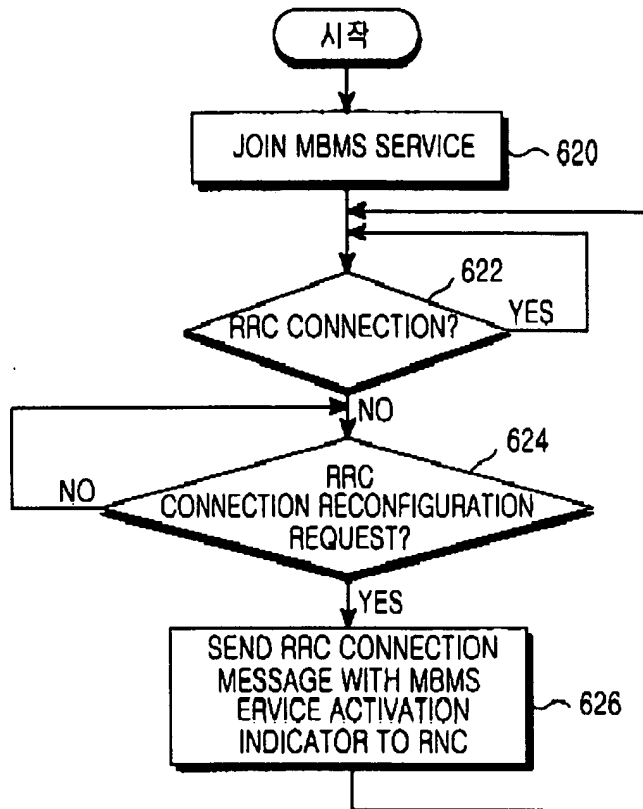 시작
JOIN MBMS SERVICE
620
622
RRC CONNECTION?
YES
NO
624
RRC
CONNECTION RECONFIGURATION
REQUEST?
NO
YES
SEND RRC CONNECTION
MESSAGE WITH MBMS
ERVICE ACTIVATION
INDICATOR TO RNC
626